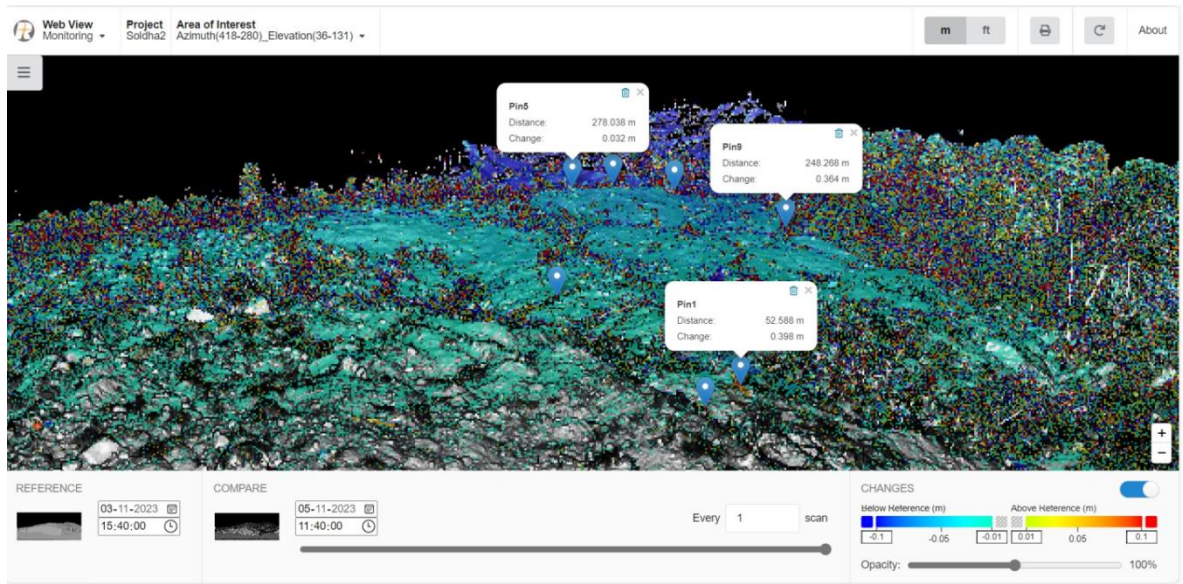 Web View Project Area of Interest
Monitoring Soldha2 Azimuth(418-280)_Elevation(36-131)
m ft About
Pin5
Distance: 278.038 m
Change: 0.032 m
Pin9
Distance: 248.268 m
Change: 0.364 m
Pin1
Distance: 52.588 m
Change: 0.398 m
+
−
REFERENCE
03-11-2023
15:40:00
COMPARE
05-11-2023
11:40:00
Every 1 scan
CHANGES
Below Reference (m) Above Reference (m)
-0.1 -0.05 -0.01 0.01 0.05 0.1
Opacity: 100%